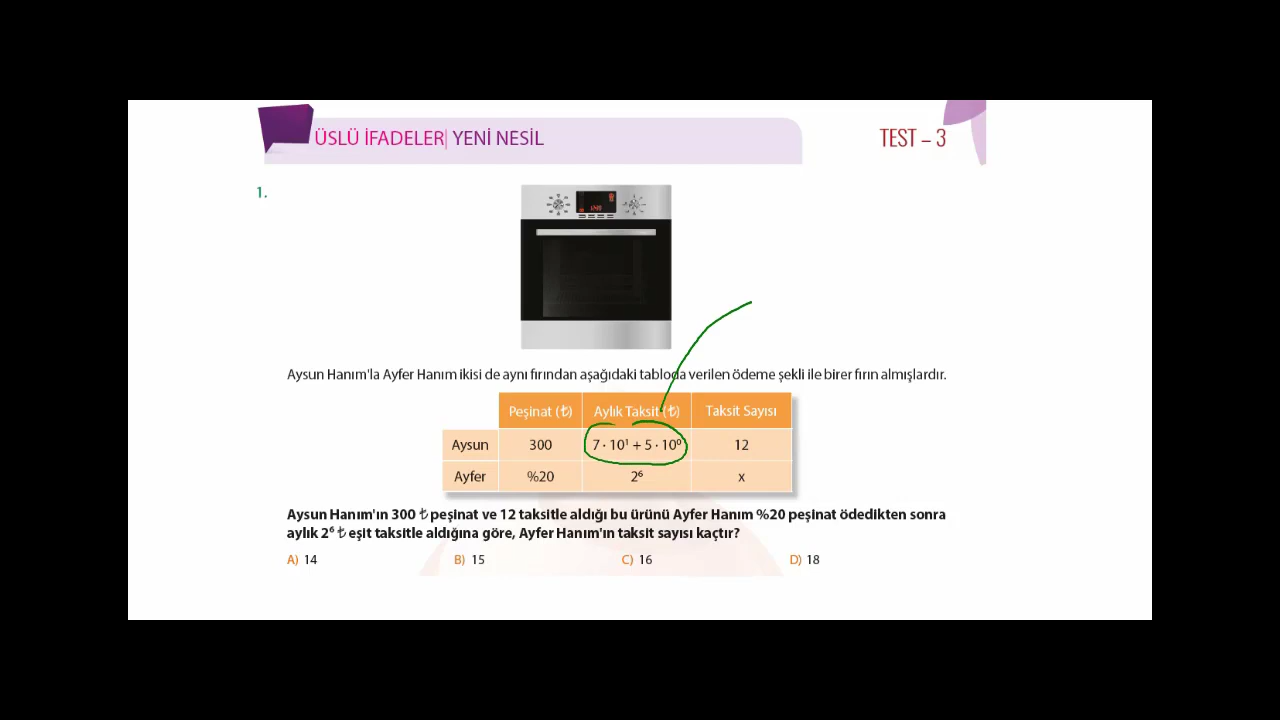 ÜSLÜ İFADELER| YENİ NESİL
TEST – 3
1.
Aysun Hanım'la Ayfer Hanım ikisi de aynı fırından aşağıdaki tabloda verilen ödeme şekli ile birer fırın almışlardır.
Peşinat (₺) Aylık Taksit (₺) Taksit Sayısı
Aysun 300 7 · 10¹ + 5 · 10⁰ 12
Ayfer %20 2⁶ x
Aysun Hanım'ın 300 ₺ peşinat ve 12 taksitle aldığı bu ürünü Ayfer Hanım %20 peşinat ödedikten sonra
aylık 2⁶ ₺ eşit taksitle aldığına göre, Ayfer Hanım'ın taksit sayısı kaçtır?
A) 14 B) 15 C) 16 D) 18